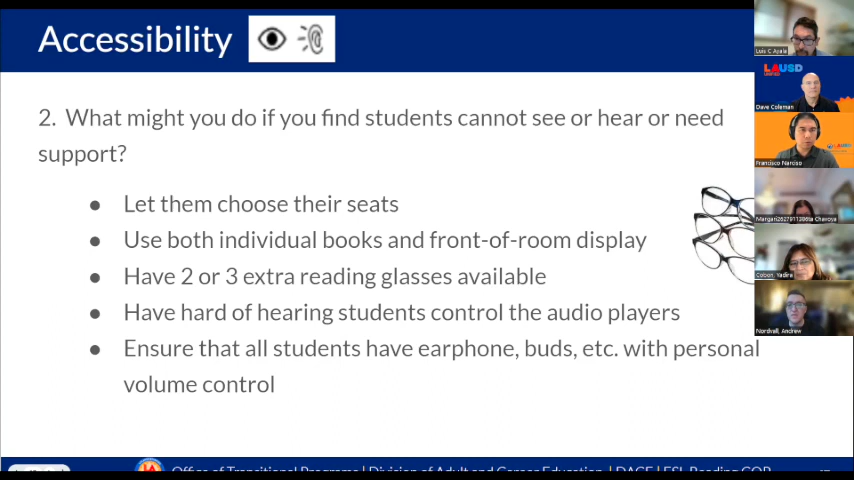 Accessibility
2. What might you do if you find students cannot see or hear or need
support?
● Let them choose their seats
● Use both individual books and front-of-room display
● Have 2 or 3 extra reading glasses available
● Have hard of hearing students control the audio players
● Ensure that all students have earphone, buds, etc. with personal
volume control
Luis C Ayala
LAUSD
UNIFIED
Dave Coleman
LAUSD
Francisco Narciso
Chavoya
Cobon, Yadira
Nordvall, Andrew
Office of Transitional Programs | Division of Adult and Career Education | DACE | ESL Reading COP